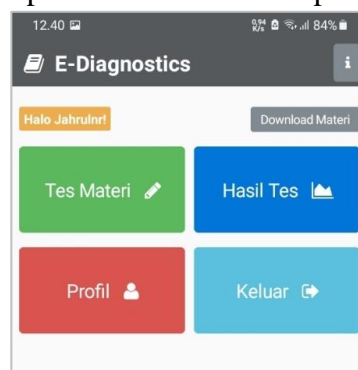 12.40
0,94 K/s 84%
E-Diagnostics
i
Halo Jahrulnr!
Download Materi
Tes Materi
Hasil Tes
Profil
Keluar